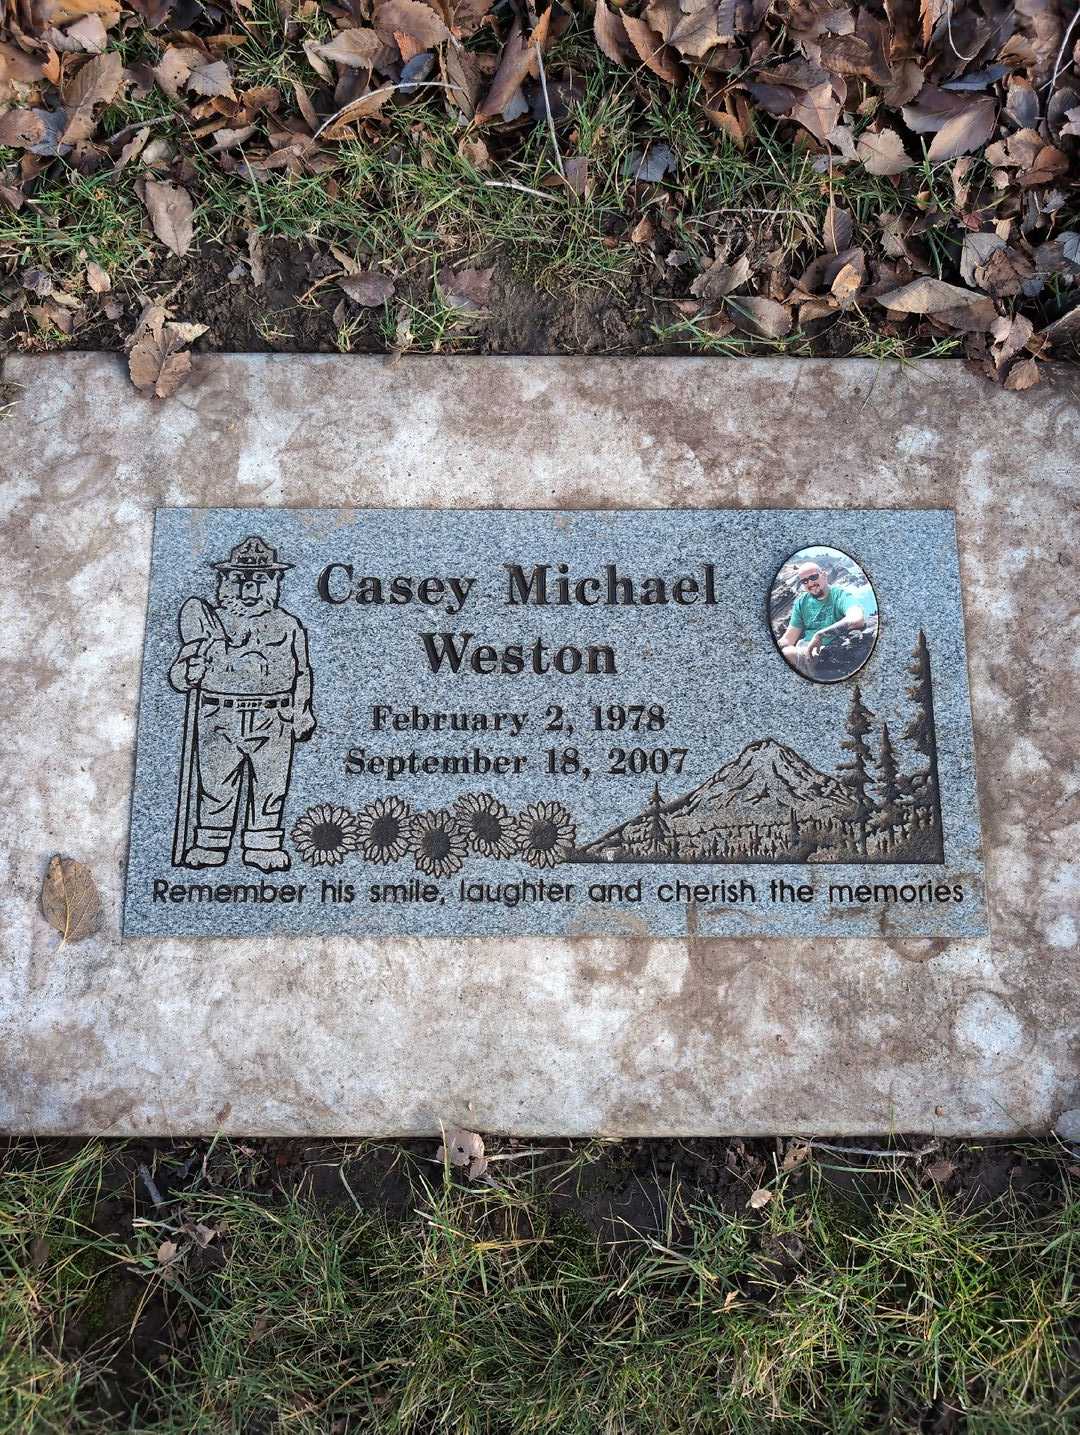 Casey Michael
Weston
February 2, 1978
September 18, 2007
Remember his smile, laughter and cherish the memories